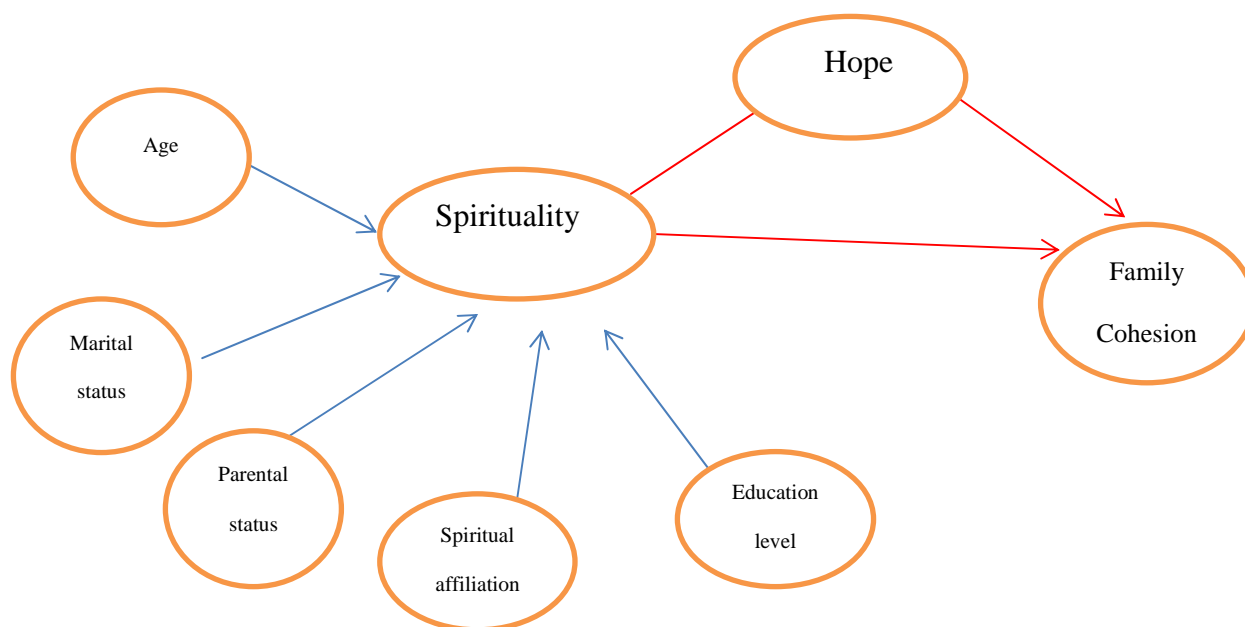 Hope
Age
Spirituality
Family
Cohesion
Marital
status
Parental
status
Spiritual
affiliation
Education
level